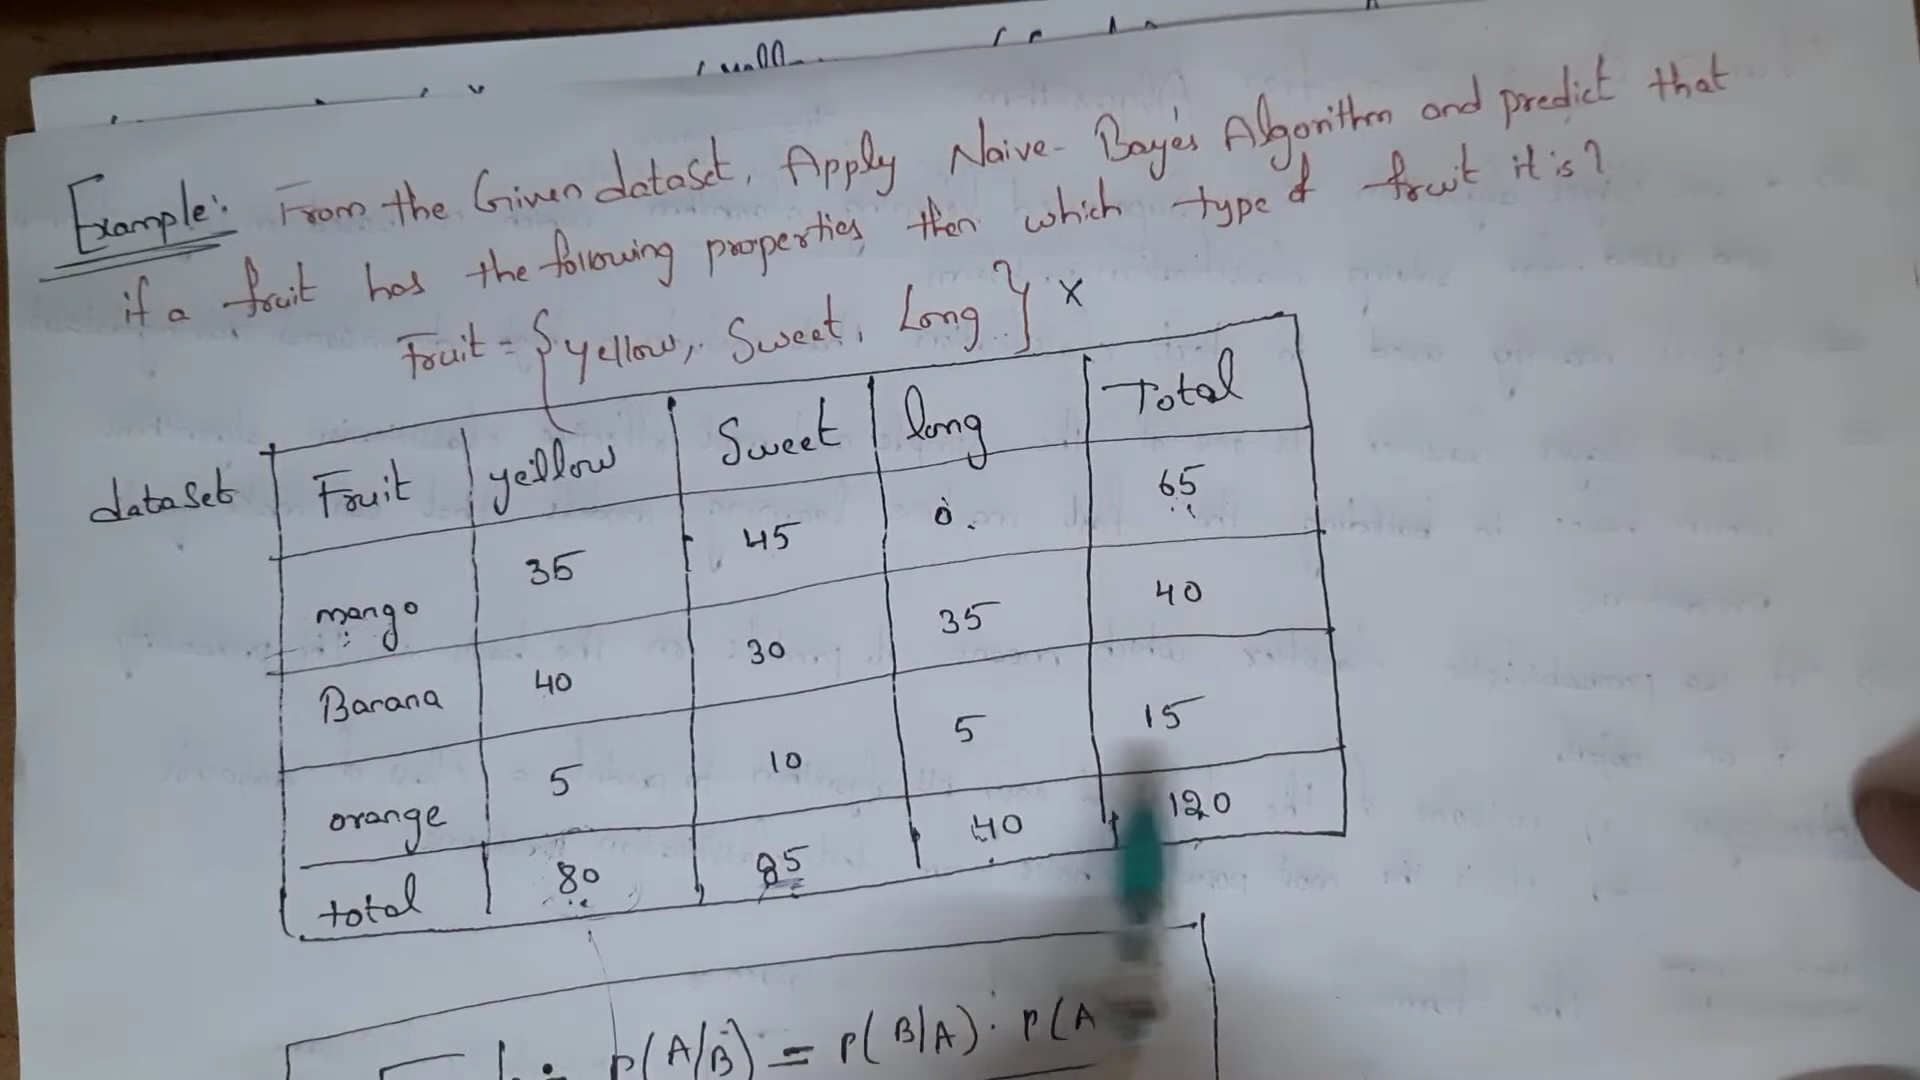 Example: From the Given dataset, Apply Naive-Bayes Algorithm and predict that
if a fruit has the following properties then which type of fruit it is?
Fruit = {yellow, Sweet, Long} x
dataset
Fruit yellow Sweet long Total
mango 35 45 0 65
Banana 40 30 35 40
orange 5 10 5 15
total 80 85 40 120
P(A/B) = P(B/A) · P(A